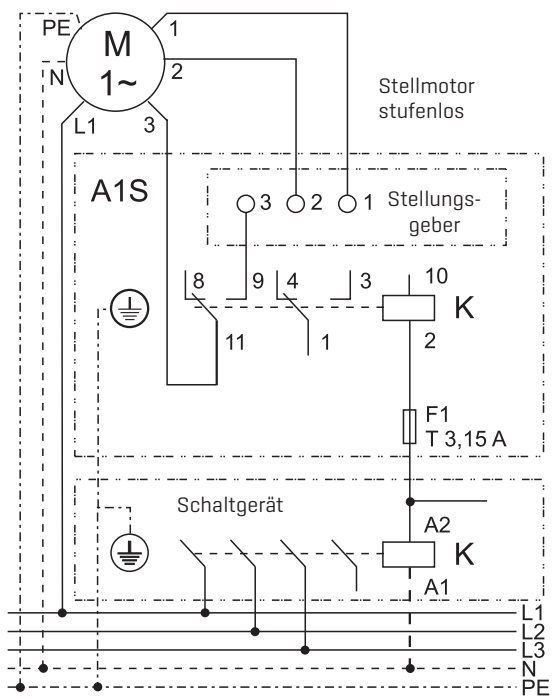 PE
1
M
1~
N
2
L1
3
Stellmotor
stufenlos
A1S
3
2
1
Stellungs-
geber
8
9
4
3
10
K
11
1
2
F1
T 3,15 A
Schaltgerät
A2
K
A1
L1
L2
L3
N
PE